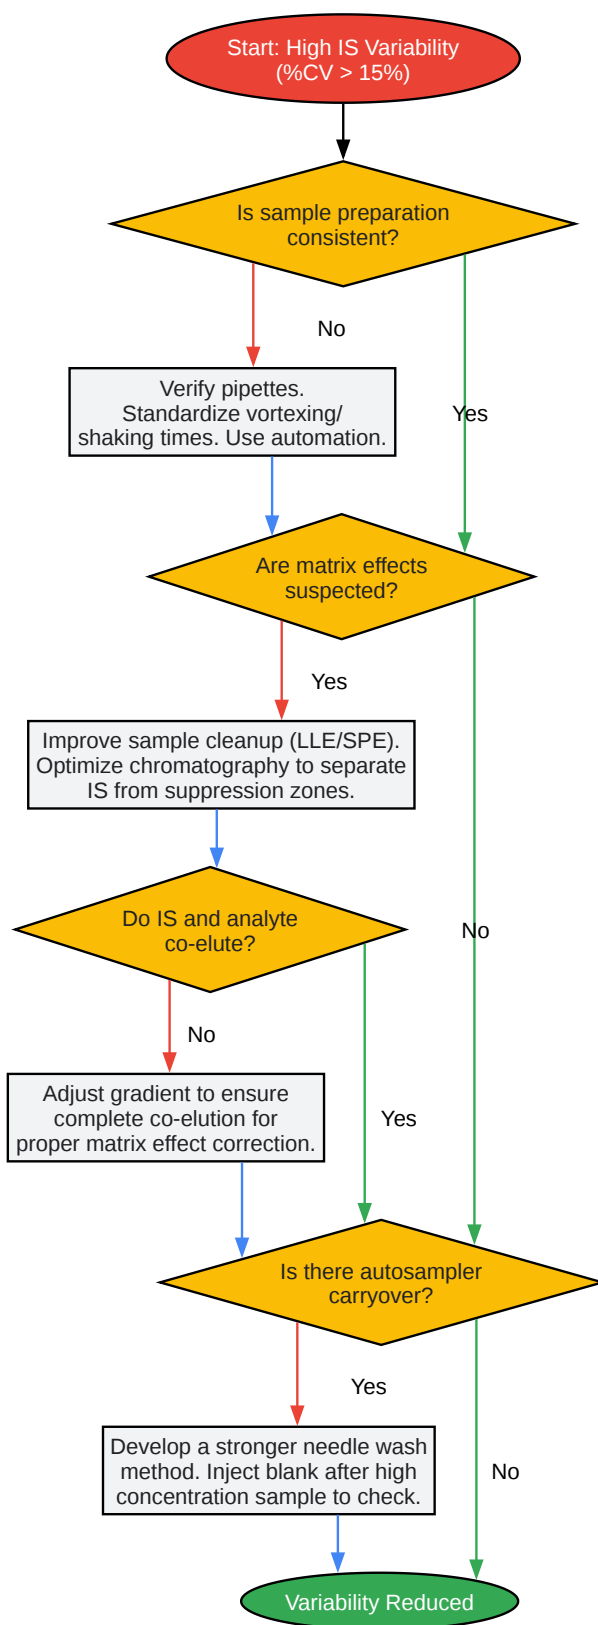 Start: High IS Variability
(%CV > 15%)
Is sample preparation
consistent?
No
Verify pipettes.
Standardize vortexing/
shaking times. Use automation.
Yes
Are matrix effects
suspected?
Yes
Improve sample cleanup (LLE/SPE).
Optimize chromatography to separate
IS from suppression zones.
Do IS and analyte
co-elute?
No
No
Adjust gradient to ensure
complete co-elution for
proper matrix effect correction.
Yes
Is there autosampler
carryover?
Yes
Develop a stronger needle wash
method. Inject blank after high
concentration sample to check.
No
Variability Reduced